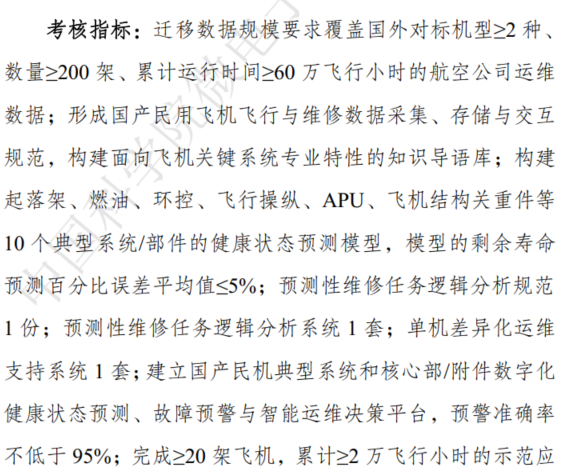 考核指标：迁移数据规模要求覆盖国外对标机型≥2 种、
数量≥200 架、累计运行时间≥60 万飞行小时的航空公司运维
数据；形成国产民用飞机飞行与维修数据采集、存储与交互
规范，构建面向飞机关键系统专业特性的知识导语库；构建
起落架、燃油、环控、飞行操纵、APU、飞机结构关重件等
10 个典型系统/部件的健康状态预测模型，模型的剩余寿命
预测百分比误差平均值≤5%；预测性维修任务逻辑分析规范
1 份；预测性维修任务逻辑分析系统 1 套；单机差异化运维
支持系统 1 套；建立国产民机典型系统和核心部/附件数字化
健康状态预测、故障预警与智能运维决策平台，预警准确率
不低于 95%；完成≥20 架飞机，累计≥2 万飞行小时的示范应
中国科学院微电子